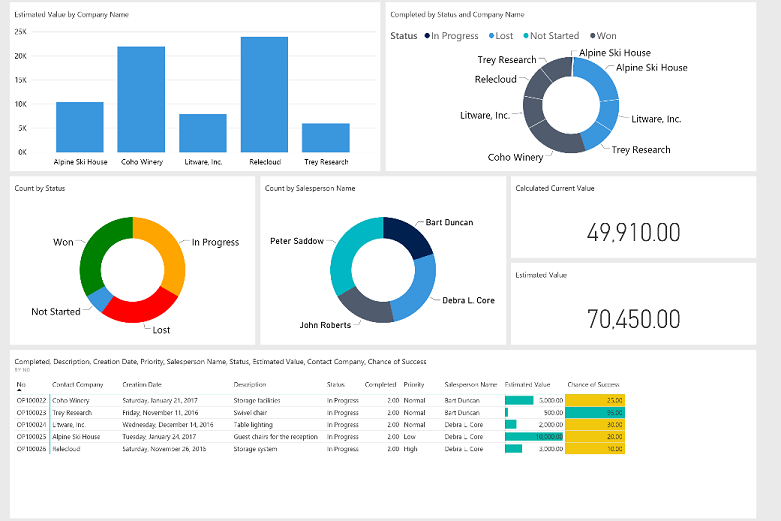 Estimated Value by Company Name
25K
20K
15K
10K
5K
0K
Alpine Ski House Coho Winery Litware, Inc. Relecloud Trey Research
Completed by Status and Company Name
Status In Progress Lost Not Started Won
Alpine Ski House
Trey Research
Alpine Ski House
Relecloud
Litware, Inc.
Litware, Inc.
Trey Research
Coho Winery
Count by Status
Won
In Progress
Not Started
Lost
Count by Salesperson Name
Bart Duncan
Peter Saddow
Debra L. Core
John Roberts
Calculated Current Value
49,910.00
Estimated Value
70,450.00
Completed, Description, Creation Date, Priority, Salesperson Name, Status, Estimated Value, Contact Company, Chance of Success
BY NO
No Contact Company Creation Date Description Status Completed Priority Salesperson Name Estimated Value Chance of Success
OP100022 Coho Winery Saturday, January 21, 2017 Storage facilities In Progress 2.00 Normal Bart Duncan 5,000.00 25.00
OP100023 Trey Research Friday, November 11, 2016 Swivel chair In Progress 2.00 Normal Bart Duncan 500.00 95.00
OP100024 Litware, Inc. Wednesday, December 14, 2016 Table lighting In Progress 2.00 Normal Debra L. Core 2,000.00 30.00
OP100025 Alpine Ski House Tuesday, January 24, 2017 Guest chairs for the reception In Progress 2.00 Low Debra L. Core 10,000.00 20.00
OP100026 Relecloud Saturday, November 26, 2016 Storage system In Progress 2.00 High Debra L. Core 3,000.00 10.00